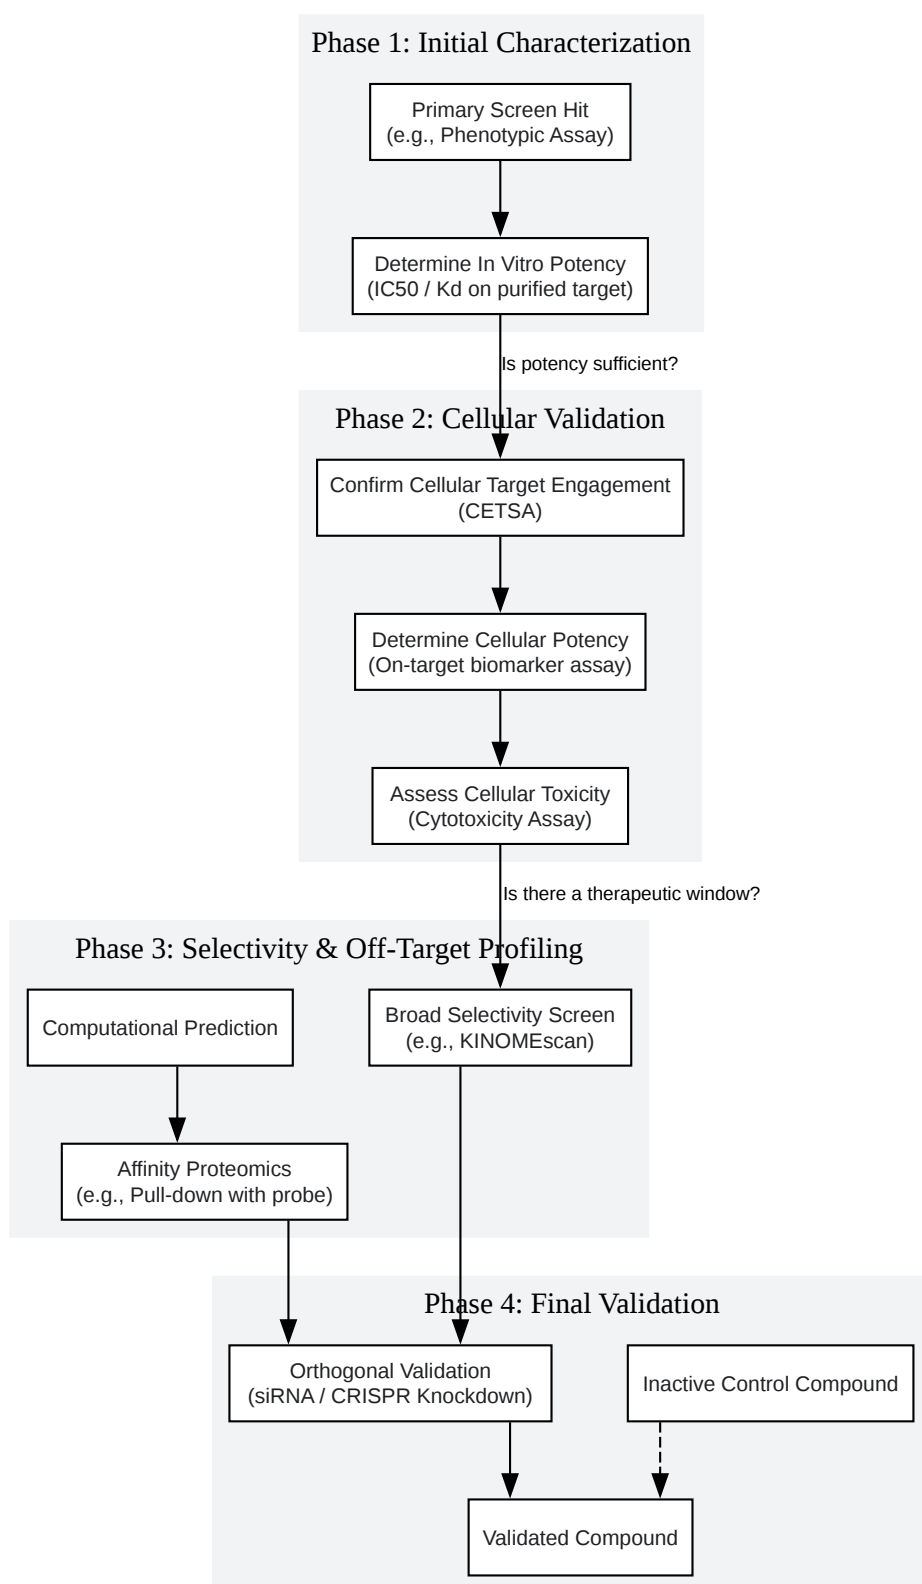 Phase 1: Initial Characterization
Primary Screen Hit
(e.g., Phenotypic Assay)
Determine In Vitro Potency
(IC50 / Kd on purified target)
Is potency sufficient?
Phase 2: Cellular Validation
Confirm Cellular Target Engagement
(CETSA)
Determine Cellular Potency
(On-target biomarker assay)
Assess Cellular Toxicity
(Cytotoxicity Assay)
Is there a therapeutic window?
Phase 3: Selectivity & Off-Target Profiling
Computational Prediction
Broad Selectivity Screen
(e.g., KINOMEscan)
Affinity Proteomics
(e.g., Pull-down with probe)
Phase 4: Final Validation
Orthogonal Validation
(siRNA / CRISPR Knockdown)
Inactive Control Compound
Validated Compound